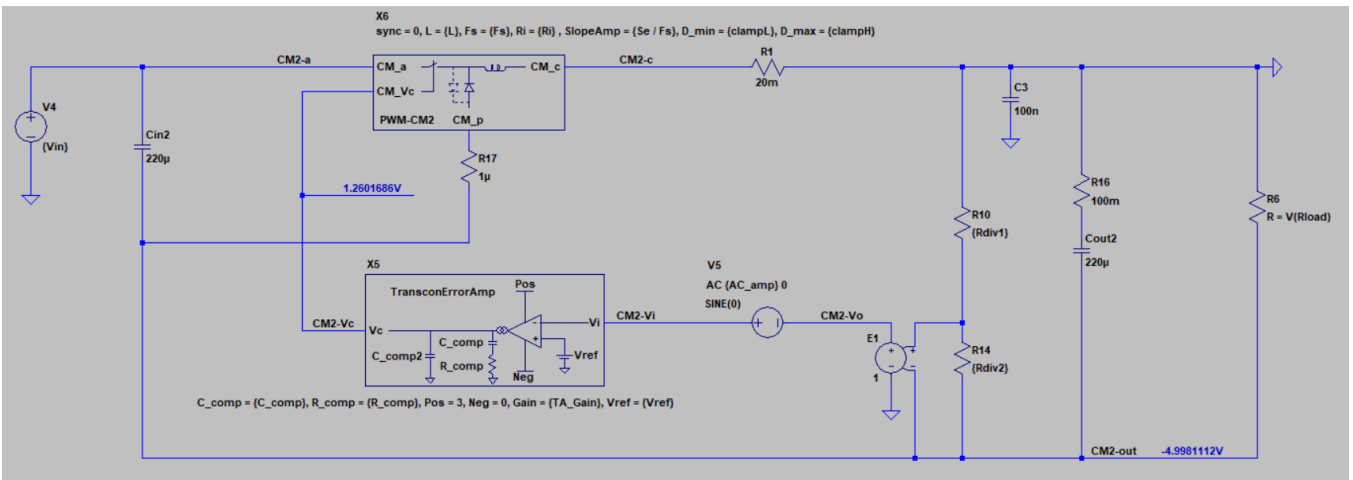 X6
sync = 0, L = {L}, Fs = {Fs}, Ri = {Ri} , SlopeAmp = {Se / Fs}, D_min = {clampL}, D_max = {clampH}
CM2-a
CM_a
CM_c
CM2-c
R1
20m
CM_Vc
PWM-CM2
CM_p
V4
{Vin}
Cin2
220µ
R17
1µ
C3
100n
1.2601686V
R16
100m
R6
R = V(Rload)
R10
{Rdiv1}
Cout2
220µ
X5
TransconErrorAmp
Pos
V5
AC {AC_amp} 0
SINE(0)
CM2-Vc
Vc
Vi
CM2-Vi
CM2-Vo
C_comp
C_comp2
R_comp
Vref
Neg
E1
1
R14
{Rdiv2}
C_comp = {C_comp}, R_comp = {R_comp}, Pos = 3, Neg = 0, Gain = {TA_Gain}, Vref = {Vref}
CM2-out
-4.9981112V